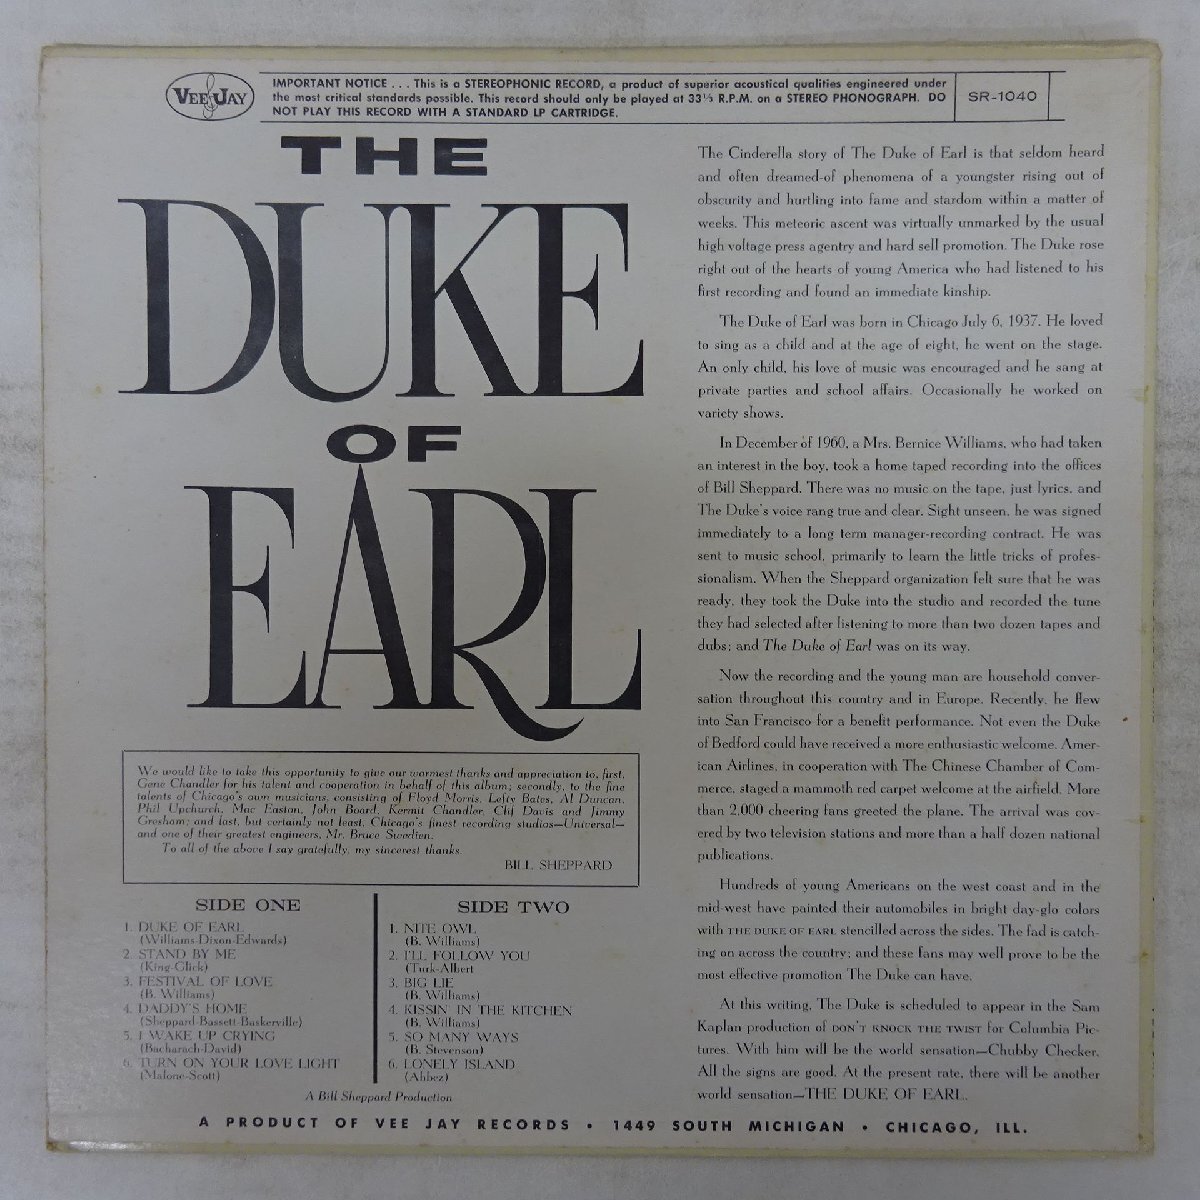 VEE JAY
IMPORTANT NOTICE . . . This is a STEREOPHONIC RECORD, a product of superior acoustical qualities engineered under
the most critical standards possible. This record should only be played at 33⅓ R.P.M. on a STEREO PHONOGRAPH. DO
NOT PLAY THIS RECORD WITH A STANDARD LP CARTRIDGE.
SR-1040
THE
DUKE
OF
EARL
We would like to take this opportunity to give our warmest thanks and appreciation to, first,
Gene Chandler for his talent and cooperation in behalf of this album; secondly, to the fine
talents of Chicago's own musicians, consisting of Floyd Morris, Lefty Bates, Al Duncan,
Phil Upchurch, Mac Easton, John Board, Kermit Chandler, Clif Davis and Jimmy
Gresham; and last, but certainly not least, Chicago's finest recording studios—Universal—
and one of their greatest engineers, Mr. Bruce Swedien.
To all of the above I say gratefully, my sincerest thanks.
BILL SHEPPARD
SIDE ONE
1. DUKE OF EARL
(Williams-Dixon-Edwards)
2. STAND BY ME
(King-Glick)
3. FESTIVAL OF LOVE
(B. Williams)
4. DADDY'S HOME
(Sheppard-Bassett-Baskerville)
5. I WAKE UP CRYING
(Bacharach-David)
6. TURN ON YOUR LOVE LIGHT
(Malone-Scott)
SIDE TWO
1. NITE OWL
(B. Williams)
2. I'LL FOLLOW YOU
(Turk-Albert
3. BIG LIE
(B. Williams)
4. KISSIN' IN THE KITCHEN
(B. Williams)
5. SO MANY WAYS
(B. Stevenson)
6. LONELY ISLAND
(Ahbez)
A Bill Sheppard Production
The Cinderella story of The Duke of Earl is that seldom heard
and often dreamed-of phenomena of a youngster rising out of
obscurity and hurtling into fame and stardom within a matter of
weeks. This meteoric ascent was virtually unmarked by the usual
high voltage press agentry and hard sell promotion. The Duke rose
right out of the hearts of young America who had listened to his
first recording and found an immediate kinship.
The Duke of Earl was born in Chicago July 6, 1937. He loved
to sing as a child and at the age of eight, he went on the stage.
An only child, his love of music was encouraged and he sang at
private parties and school affairs. Occasionally he worked on
variety shows.
In December of 1960, a Mrs. Bernice Williams, who had taken
an interest in the boy, took a home taped recording into the offices
of Bill Sheppard. There was no music on the tape, just lyrics, and
The Duke's voice rang true and clear. Sight unseen, he was signed
immediately to a long term manager-recording contract. He was
sent to music school, primarily to learn the little tricks of profes-
sionalism. When the Sheppard organization felt sure that he was
ready, they took the Duke into the studio and recorded the tune
they had selected after listening to more than two dozen tapes and
dubs; and The Duke of Earl was on its way.
Now the recording and the young man are household conver-
sation throughout this country and in Europe. Recently, he flew
into San Francisco for a benefit performance. Not even the Duke
of Bedford could have received a more enthusiastic welcome. Amer-
ican Airlines, in cooperation with The Chinese Chamber of Com-
merce, staged a mammoth red carpet welcome at the airfield. More
than 2,000 cheering fans greeted the plane. The arrival was cov-
ered by two television stations and more than a half dozen national
publications.
Hundreds of young Americans on the west coast and in the
mid-west have painted their automobiles in bright day-glo colors
with THE DUKE OF EARL stencilled across the sides. The fad is catch-
ing on across the country; and these fans may well prove to be the
most effective promotion The Duke can have.
At this writing, The Duke is scheduled to appear in the Sam
Kaplan production of DON'T KNOCK THE TWIST for Columbia Pic-
tures. With him will be the world sensation—Chubby Checker.
All the signs are good. At the present rate, there will be another
world sensation—THE DUKE OF EARL.
A PRODUCT OF VEE JAY RECORDS • 1449 SOUTH MICHIGAN • CHICAGO, ILL.